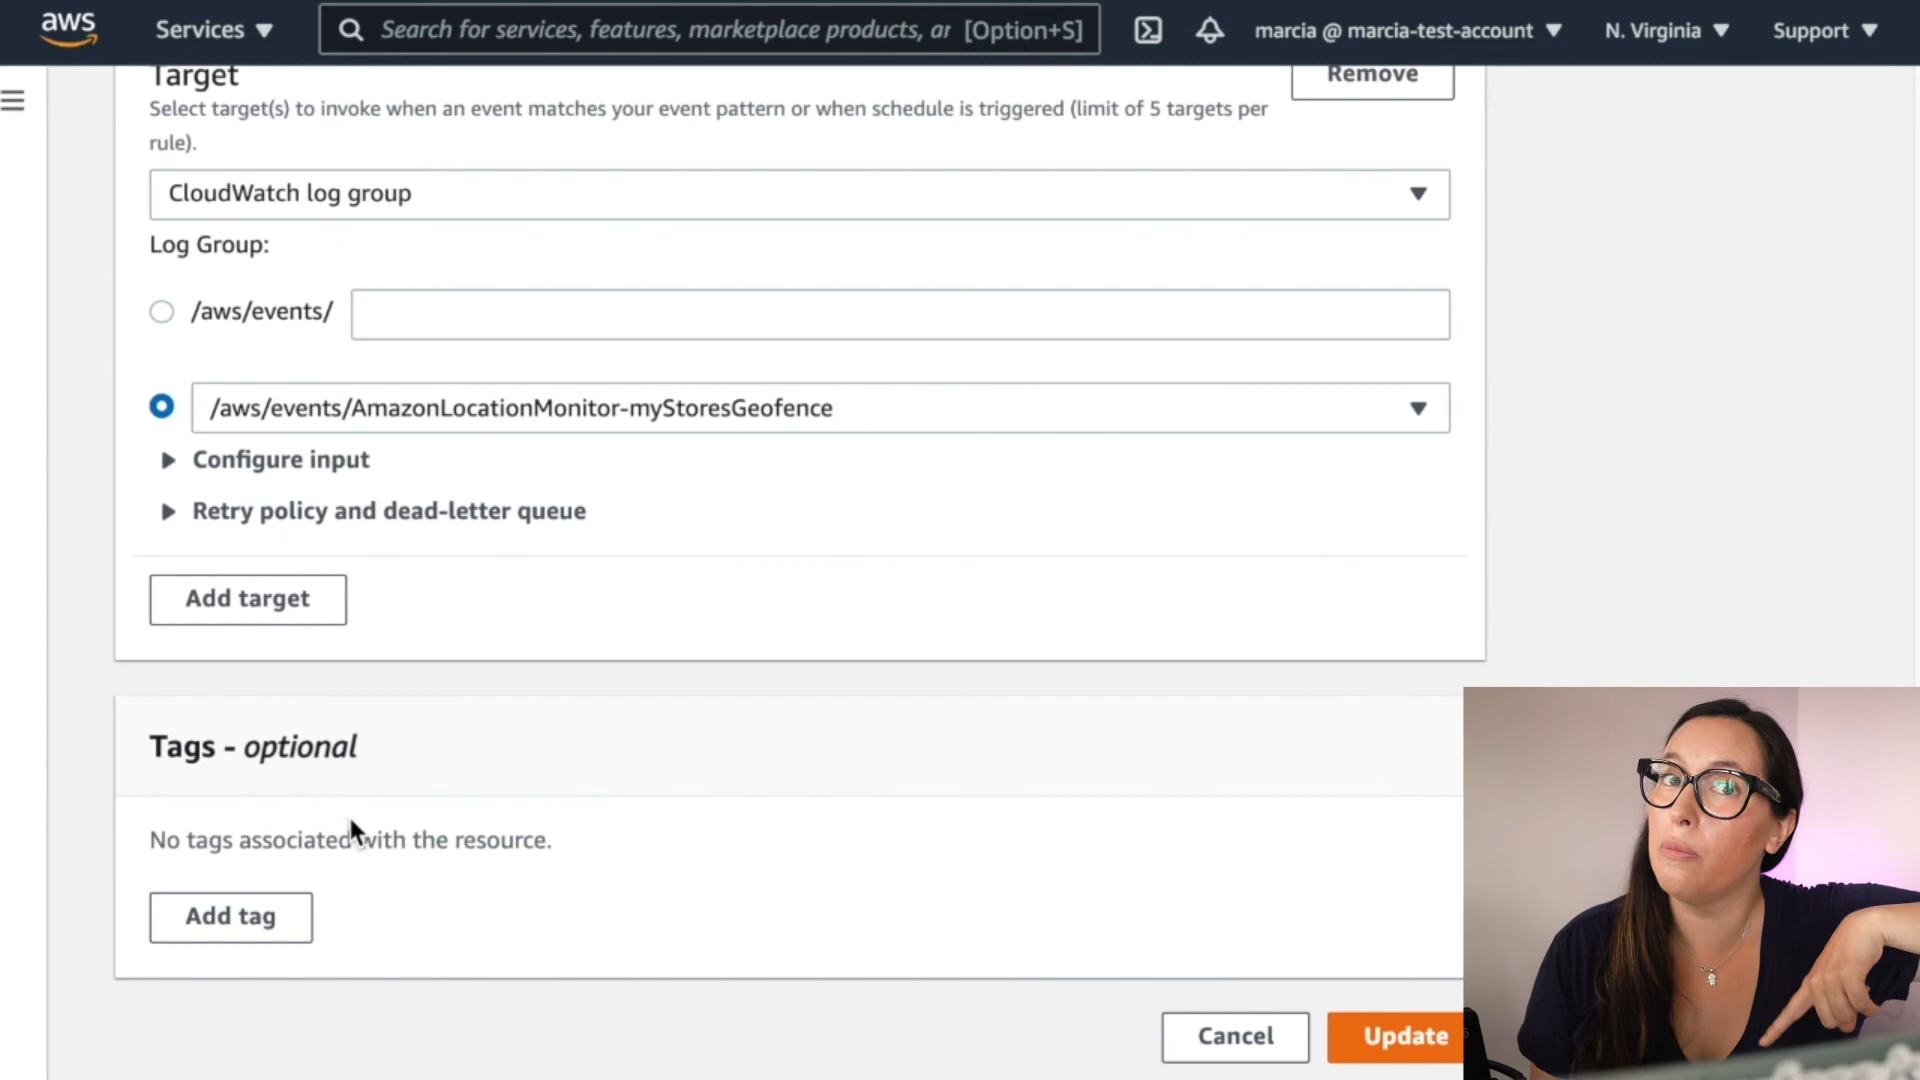 aws
Services
Search for services, features, marketplace products, ar [Option+S]
marcia @ marcia-test-account
N. Virginia
Support
Target
Remove
Select target(s) to invoke when an event matches your event pattern or when schedule is triggered (limit of 5 targets per
rule).
CloudWatch log group
Log Group:
/aws/events/
/aws/events/AmazonLocationMonitor-myStoresGeofence
Configure input
Retry policy and dead-letter queue
Add target
Tags - optional
No tags associated with the resource.
Add tag
Cancel
Update